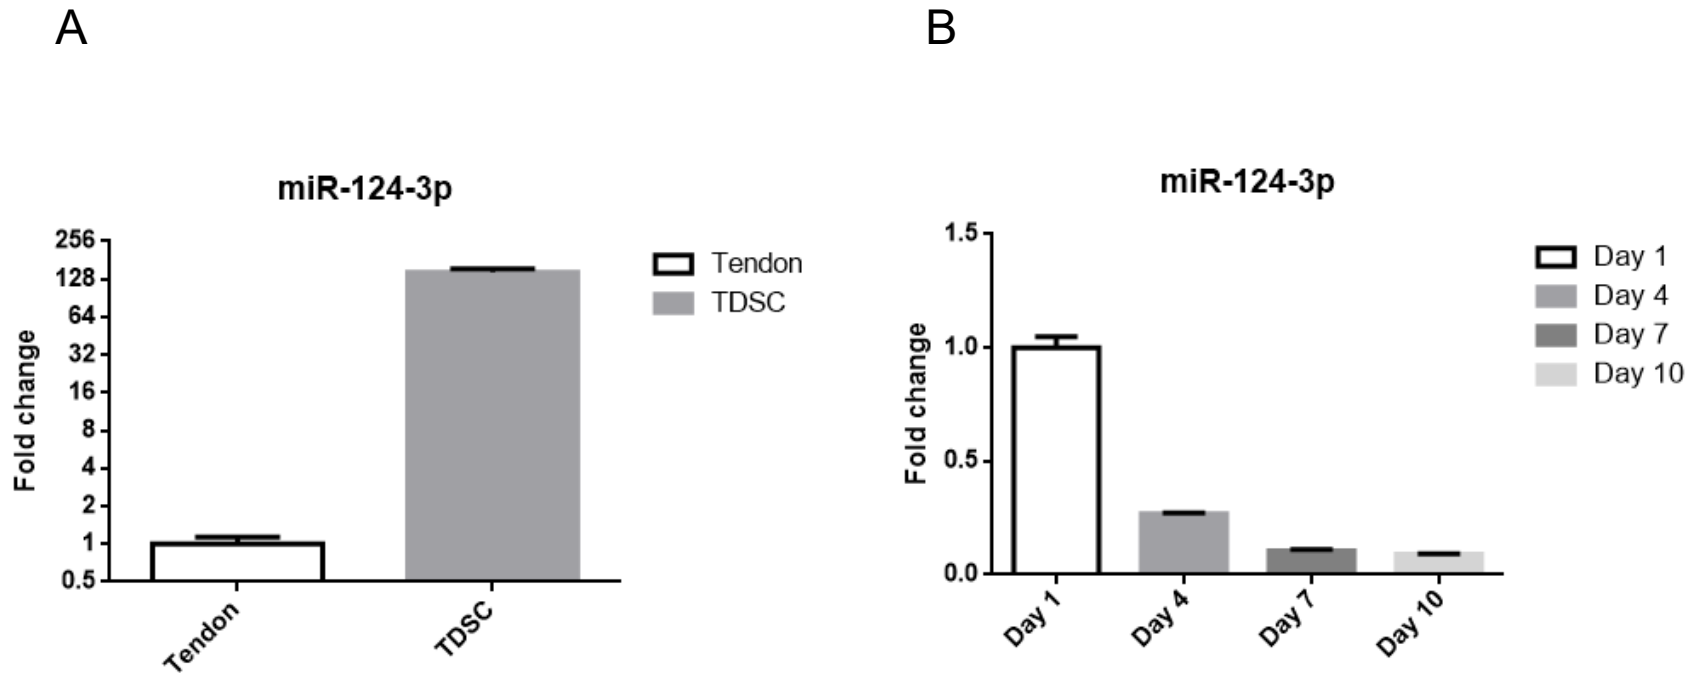 A
miR-124-3p
Fold change
256
128
64
32
16
8
4
2
1
0.5
Tendon
TDSC
Tendon
TDSC
B
miR-124-3p
Fold change
1.5
1.0
0.5
0.0
Day 1
Day 4
Day 7
Day 10
Day 1
Day 4
Day 7
Day 10